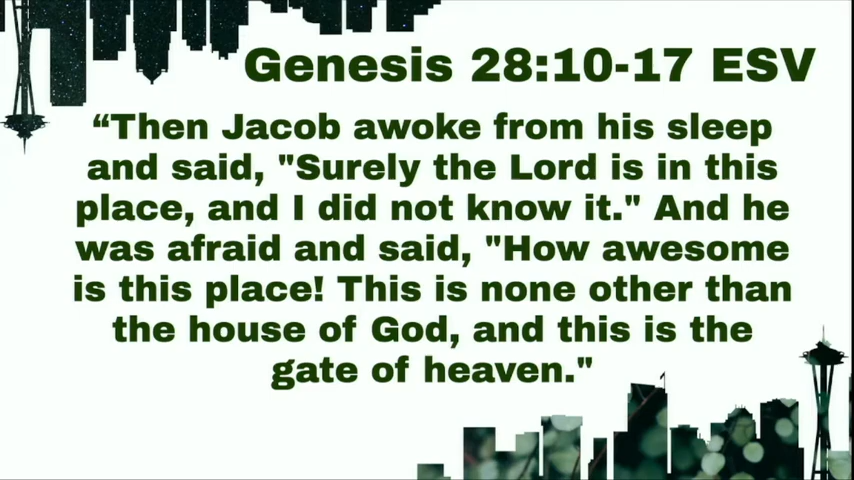 Genesis 28:10-17 ESV
“Then Jacob awoke from his sleep
and said, "Surely the Lord is in this
place, and I did not know it." And he
was afraid and said, "How awesome
is this place! This is none other than
the house of God, and this is the
gate of heaven."